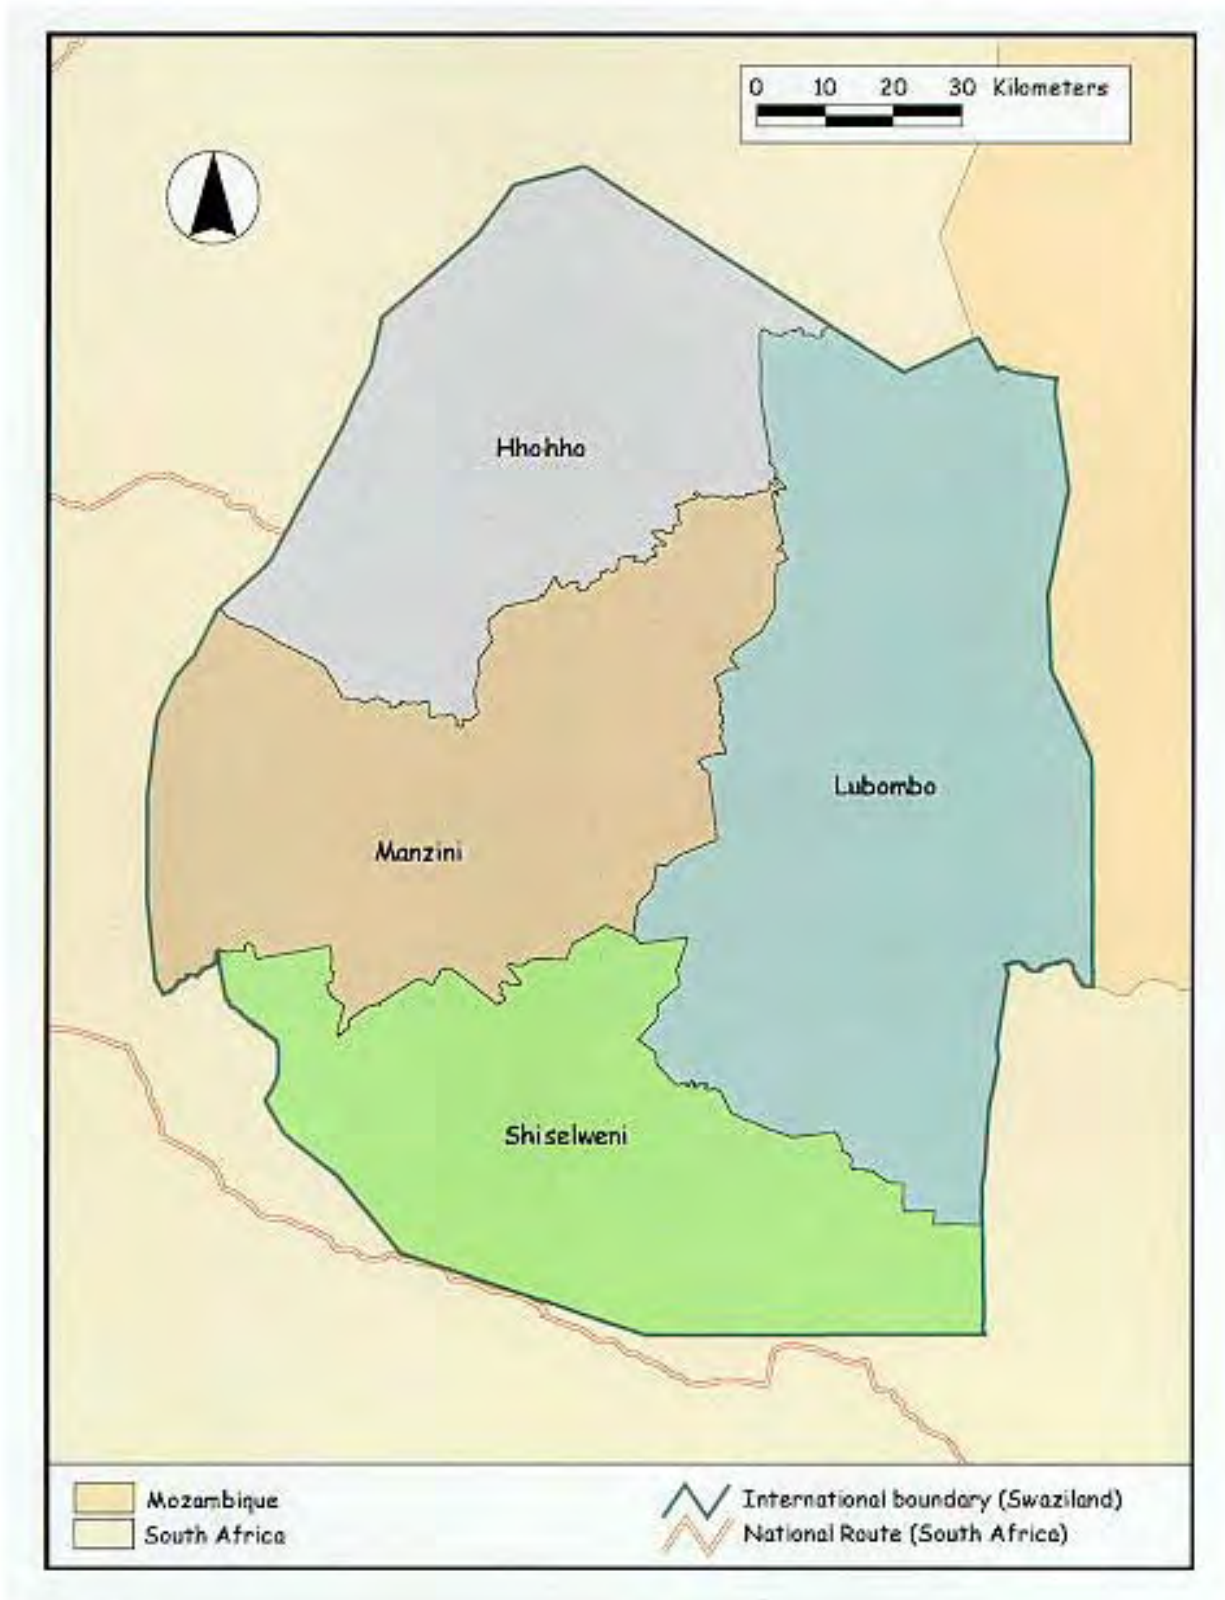 0 10 20 30 Kilometers
Hhohho
Lubombo
Manzini
Shiselweni
Mozambique
South Africa
International boundary (Swaziland)
National Route (South Africa)